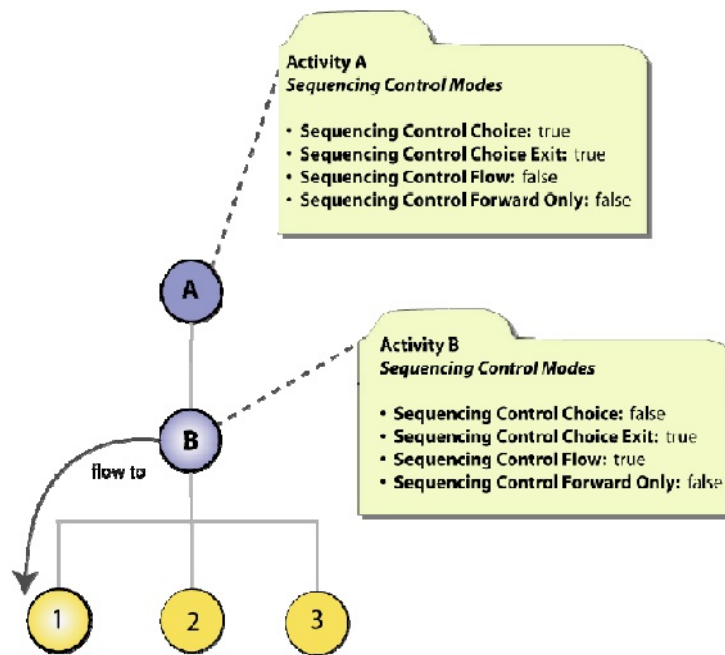 Activity A
Sequencing Control Modes
• Sequencing Control Choice: true
• Sequencing Control Choice Exit: true
• Sequencing Control Flow: false
• Sequencing Control Forward Only: false
A
Activity B
Sequencing Control Modes
• Sequencing Control Choice: false
• Sequencing Control Choice Exit: true
• Sequencing Control Flow: true
• Sequencing Control Forward Only: false
B
flow to
1 2 3